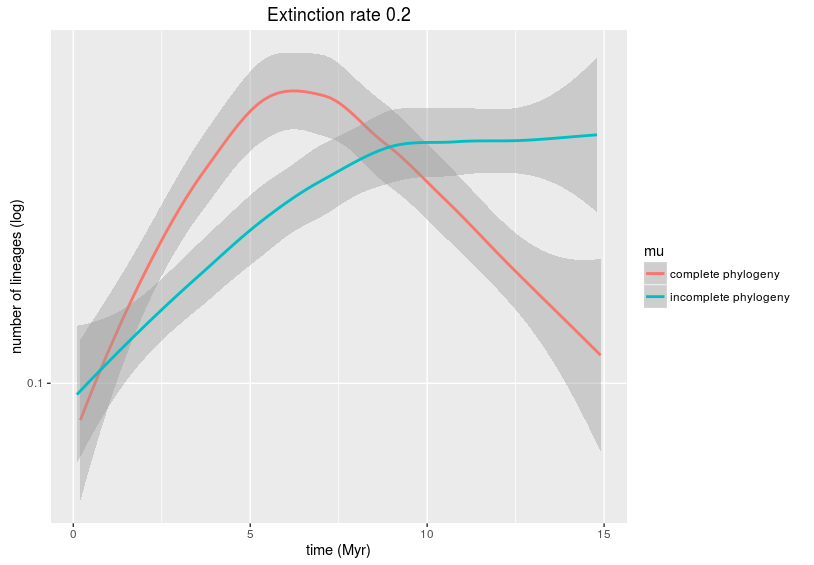 Extinction rate 0.2
number of lineages (log)
0.1
0
5
10
15
time (Myr)
mu
complete phylogeny
incomplete phylogeny